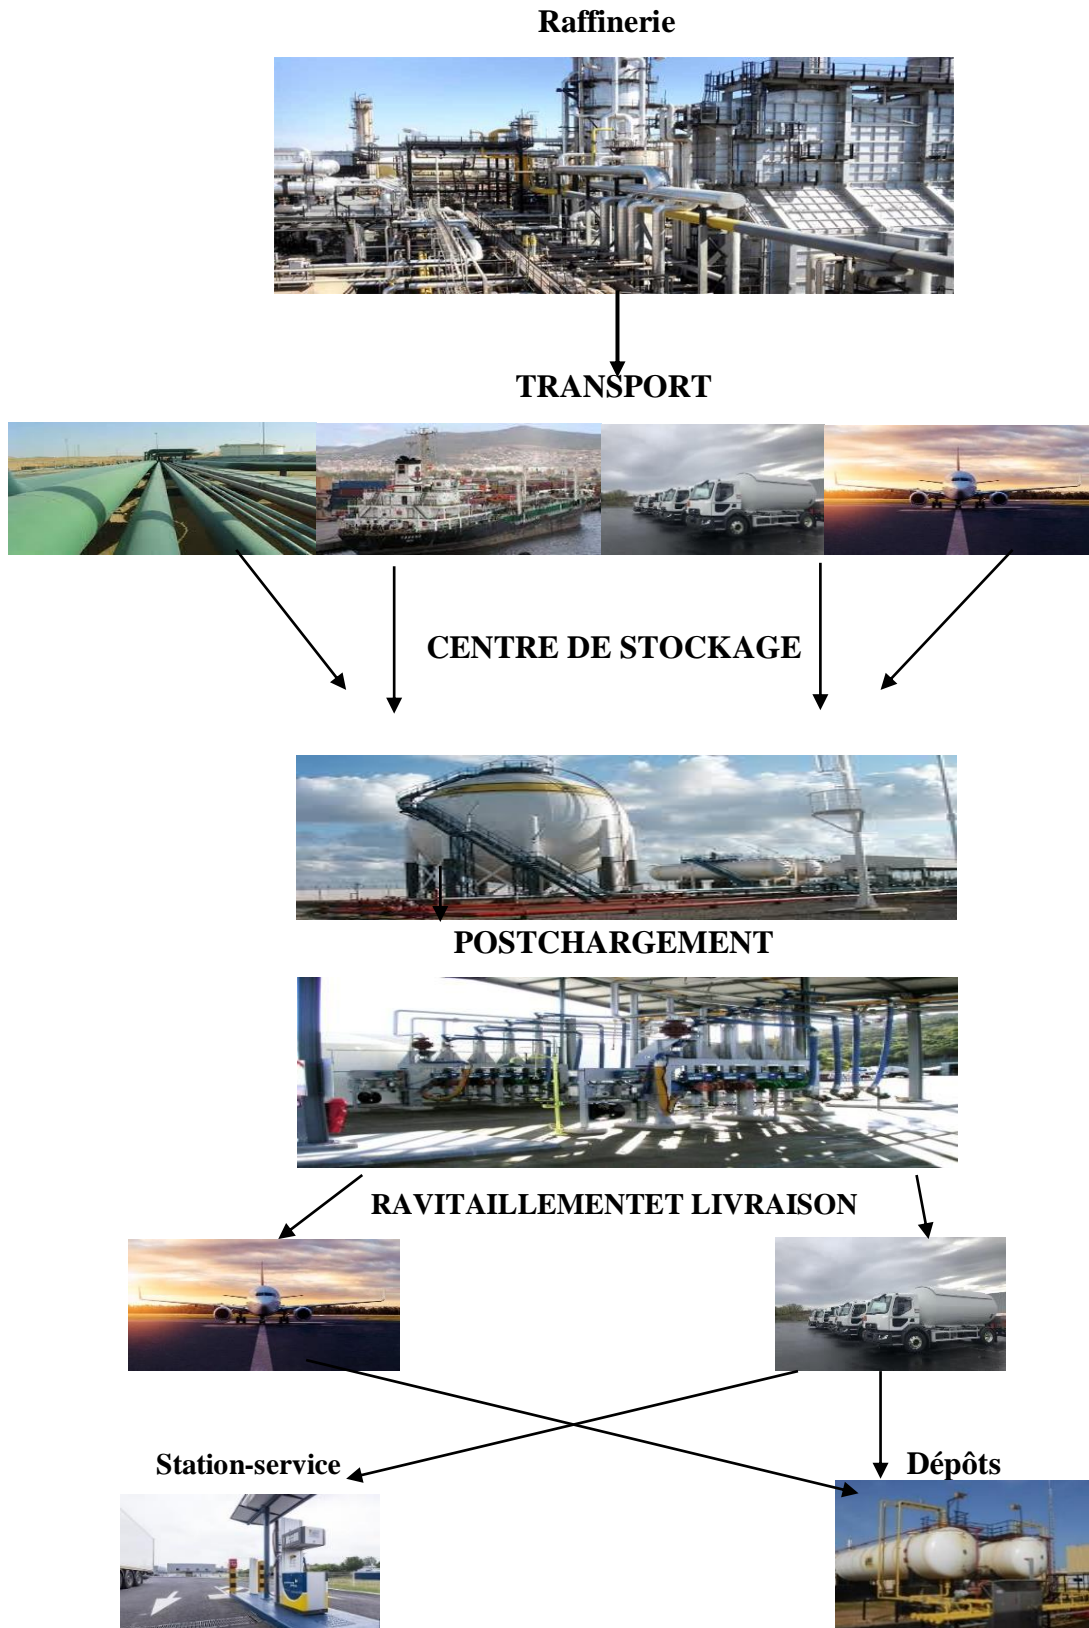 Raffinerie
TRANSPORT
CENTRE DE STOCKAGE
POSTCHARGEMENT
RAVITAILLEMENTET LIVRAISON
Station-service
Dépôts